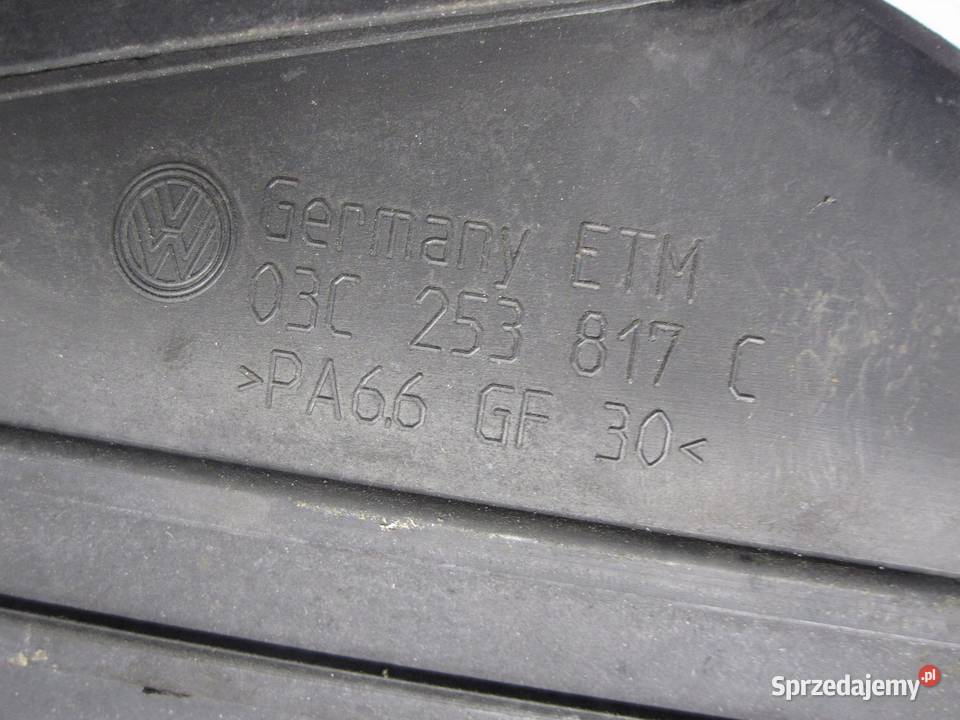 Germany ETM
03C 253 817 C
>PA6.6 GF 30<
Sprzedajemy.pl